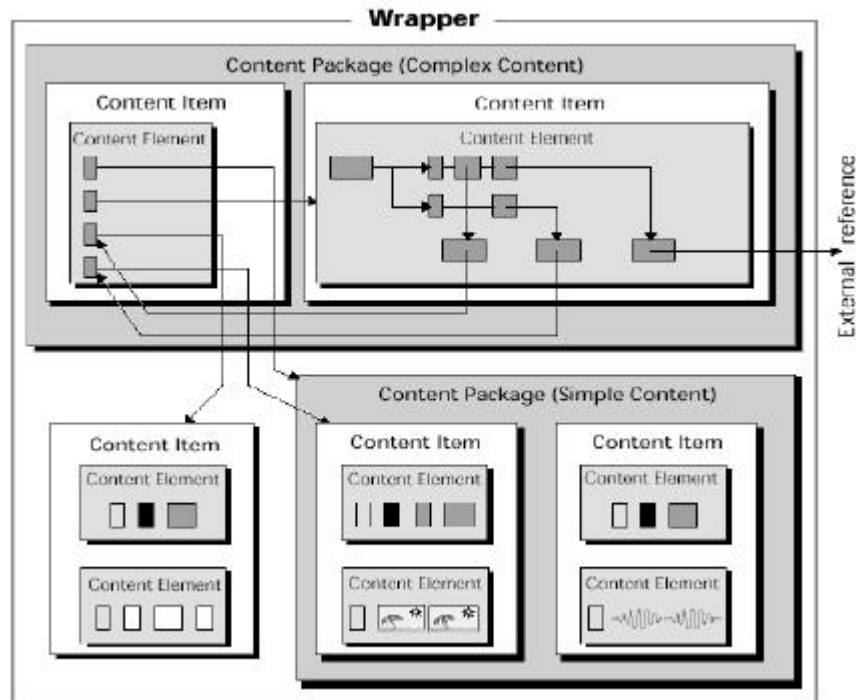 Wrapper
Content Package (Complex Content)
Content Item
Content Element
Content Item
Content Element
External reference
Content Package (Simple Content)
Content Item
Content Element
Content Element
Content Item
Content Element
Content Element
Content Item
Content Element
Content Element